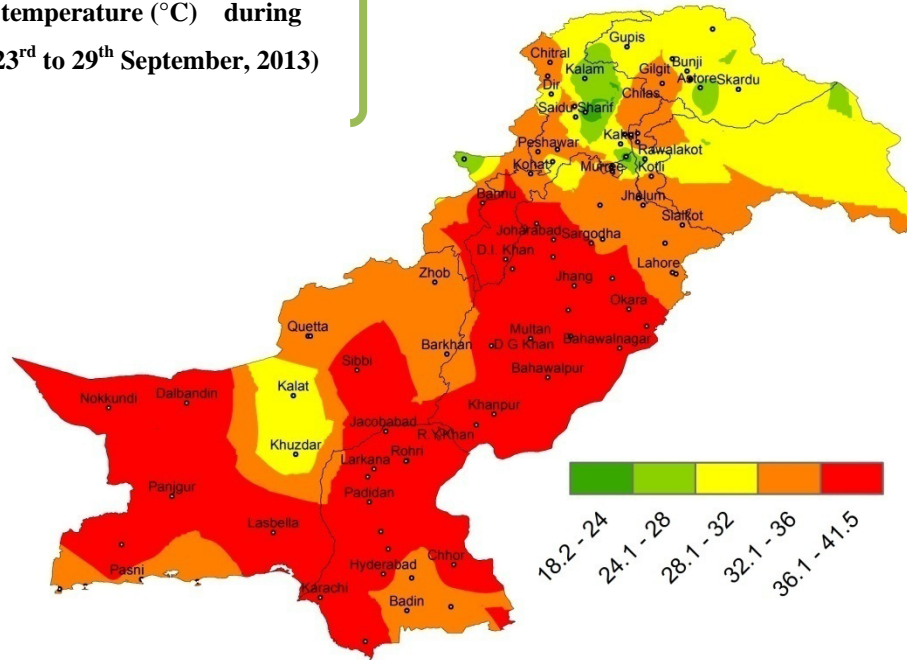 temperature (°C) during
23rd to 29th September, 2013)
Gupis
Chitral
Bunji
Kalam
Gilgit
Astore
Skardu
Dir
Chilas
Saidu Sharif
Kakul
Peshawar
Rawalakot
Kohat
Murree
Kotli
Bannu
Jhelum
Sialkot
Joharabad
Sargodha
D.I. Khan
Lahore
Zhob
Jhang
Okara
Quetta
Multan
Barkhan
D G Khan
Bahawalnagar
Sibbi
Bahawalpur
Kalat
Dalbandin
Nokkundi
Khanpur
Jacobabad
R.Y.Khan
Khuzdar
Rohri
Larkana
Panjgur
Padidan
Lasbella
Chhor
Pasni
Hyderabad
Karachi
Badin
18.2 - 24
24.1 - 28
28.1 - 32
32.1 - 36
36.1 - 41.5